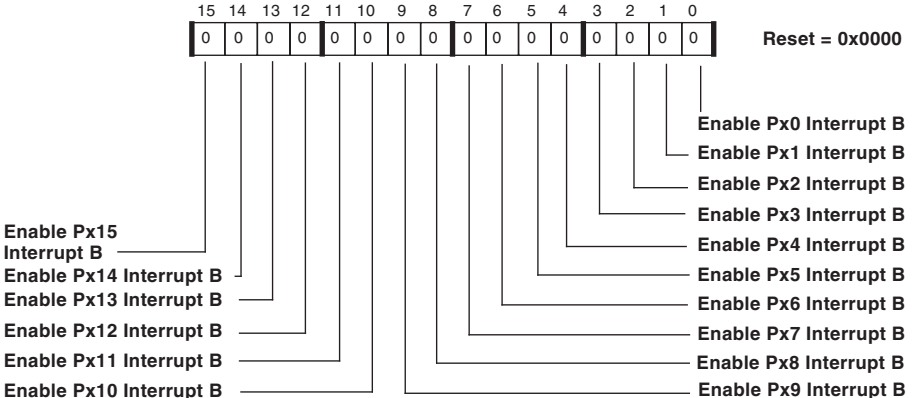 15 14 13 12 11 10 9 8 7 6 5 4 3 2 1 0
0 0 0 0 0 0 0 0 0 0 0 0 0 0 0 0 Reset = 0x0000
Enable Px0 Interrupt B
Enable Px1 Interrupt B
Enable Px2 Interrupt B
Enable Px3 Interrupt B
Enable Px4 Interrupt B
Enable Px5 Interrupt B
Enable Px6 Interrupt B
Enable Px7 Interrupt B
Enable Px8 Interrupt B
Enable Px9 Interrupt B
Enable Px15
Interrupt B
Enable Px14 Interrupt B
Enable Px13 Interrupt B
Enable Px12 Interrupt B
Enable Px11 Interrupt B
Enable Px10 Interrupt B